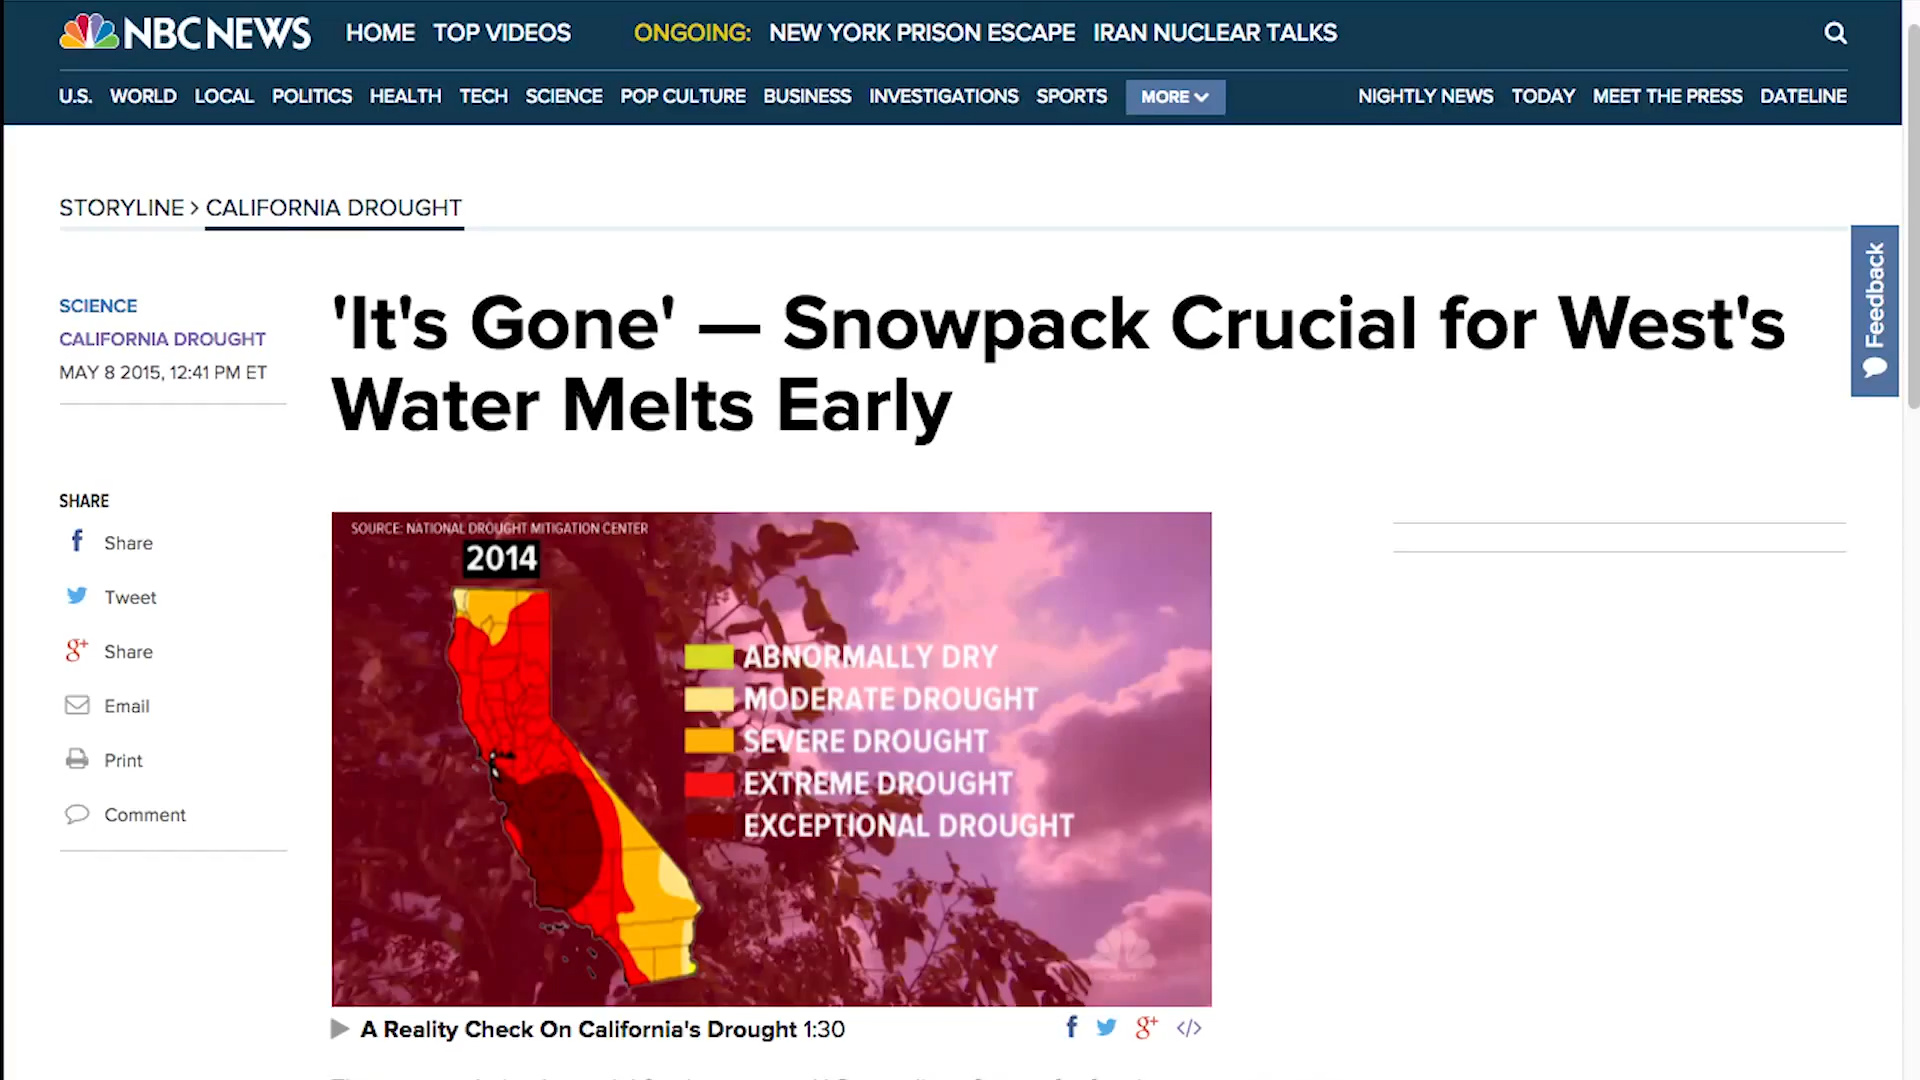 NBC NEWS HOME TOP VIDEOS ONGOING: NEW YORK PRISON ESCAPE IRAN NUCLEAR TALKS
U.S. WORLD LOCAL POLITICS HEALTH TECH SCIENCE POP CULTURE BUSINESS INVESTIGATIONS SPORTS MORE NIGHTLY NEWS TODAY MEET THE PRESS DATELINE
STORYLINE > CALIFORNIA DROUGHT
Feedback
SCIENCE
CALIFORNIA DROUGHT
MAY 8 2015, 12:41 PM ET
'It's Gone' — Snowpack Crucial for West's
Water Melts Early
SHARE
Share
Tweet
Share
Email
Print
Comment
SOURCE: NATIONAL DROUGHT MITIGATION CENTER
2014
ABNORMALLY DRY
MODERATE DROUGHT
SEVERE DROUGHT
EXTREME DROUGHT
EXCEPTIONAL DROUGHT
A Reality Check On California's Drought 1:30